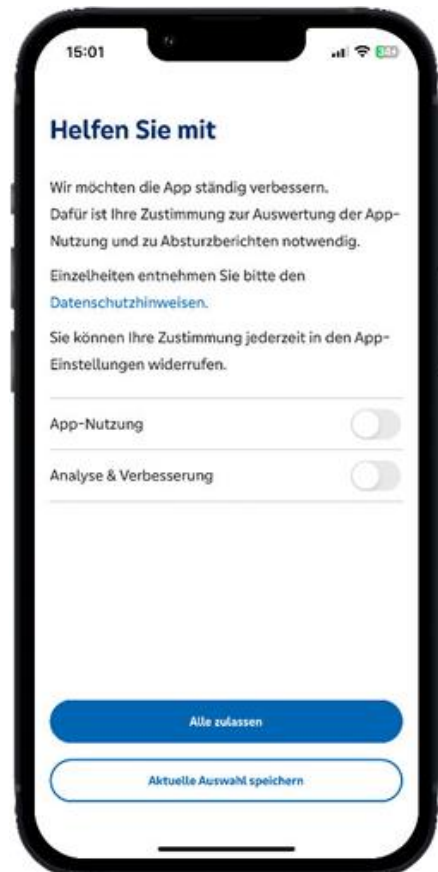 15:01
Helfen Sie mit
Wir möchten die App ständig verbessern.
Dafür ist Ihre Zustimmung zur Auswertung der App-
Nutzung und zu Absturzberichten notwendig.
Einzelheiten entnehmen Sie bitte den
Datenschutzhinweisen.
Sie können Ihre Zustimmung jederzeit in den App-
Einstellungen widerrufen.
App-Nutzung
Analyse & Verbesserung
Alle zulassen
Aktuelle Auswahl speichern